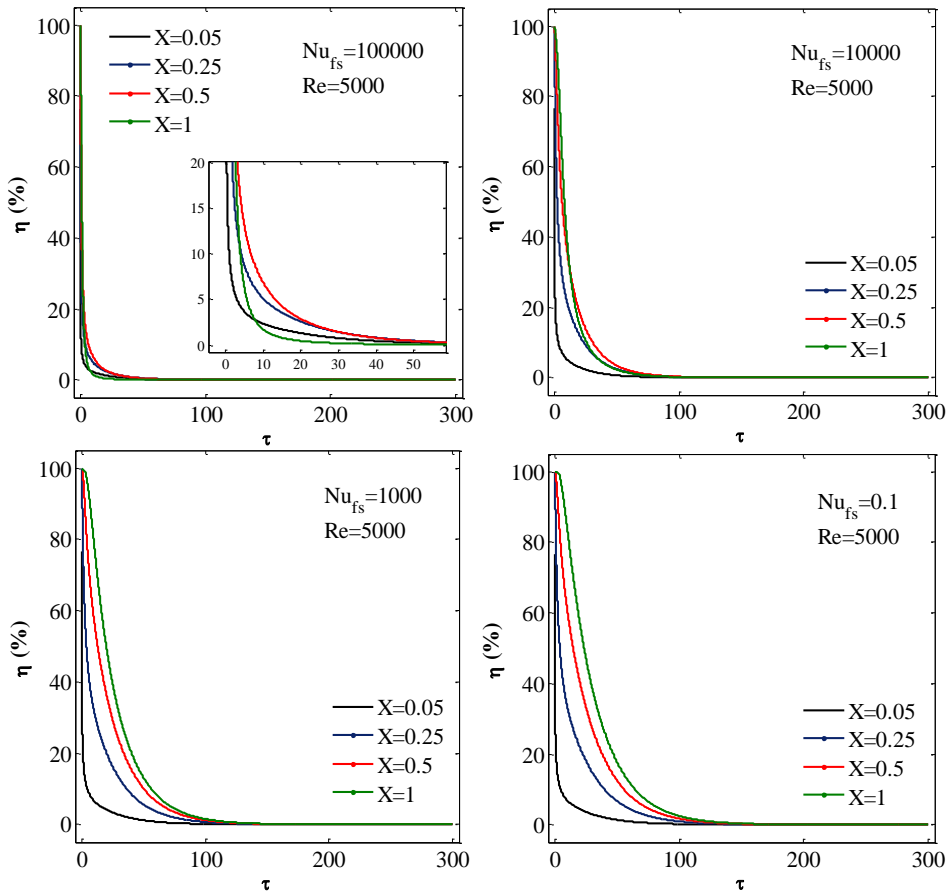 100
80
60
40
20
0
η (%)
X=0.05
X=0.25
X=0.5
X=1
Nu_fs=100000
Re=5000
20
15
10
5
0
0 10 20 30 40 50
0 100 200 300
τ
100
80
60
40
20
0
η (%)
Nu_fs=10000
Re=5000
X=0.05
X=0.25
X=0.5
X=1
0 100 200 300
τ
100
80
60
40
20
0
η (%)
Nu_fs=1000
Re=5000
X=0.05
X=0.25
X=0.5
X=1
0 100 200 300
τ
100
80
60
40
20
0
η (%)
Nu_fs=0.1
Re=5000
X=0.05
X=0.25
X=0.5
X=1
0 100 200 300
τ